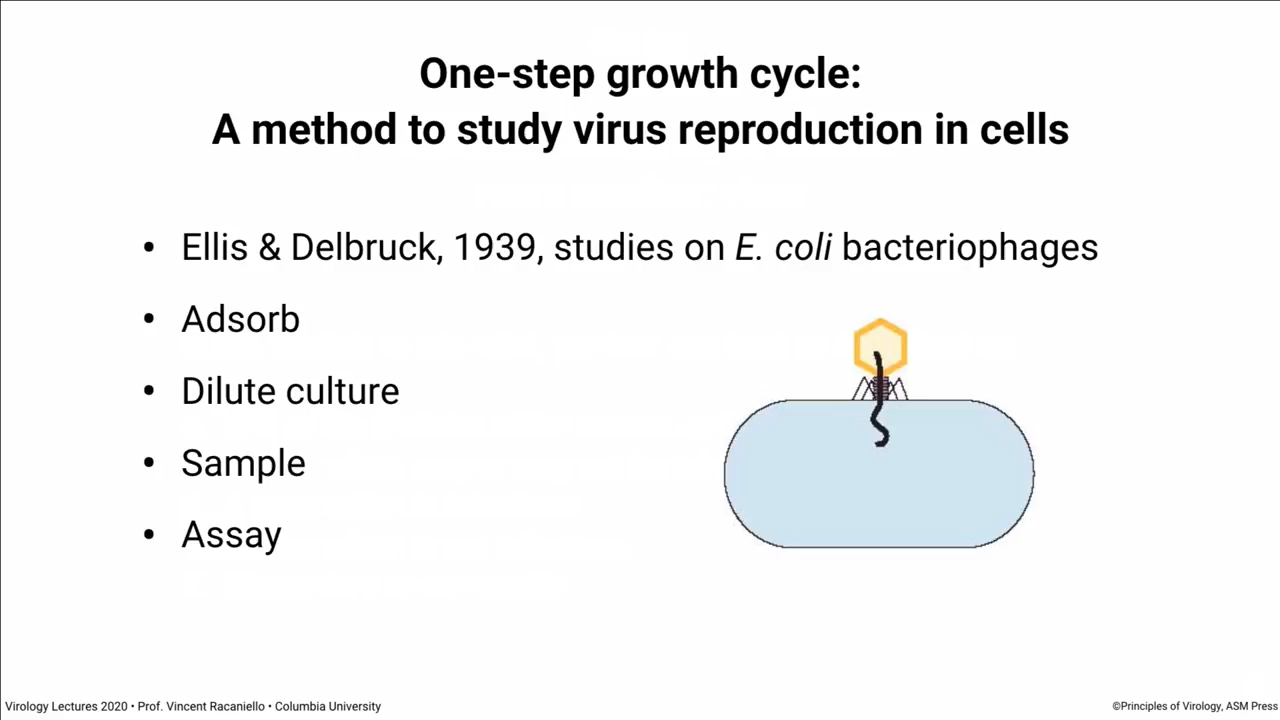 One-step growth cycle:
A method to study virus reproduction in cells
• Ellis & Delbruck, 1939, studies on E. coli bacteriophages
• Adsorb
• Dilute culture
• Sample
• Assay
Virology Lectures 2020 • Prof. Vincent Racaniello • Columbia University
©Principles of Virology, ASM Press